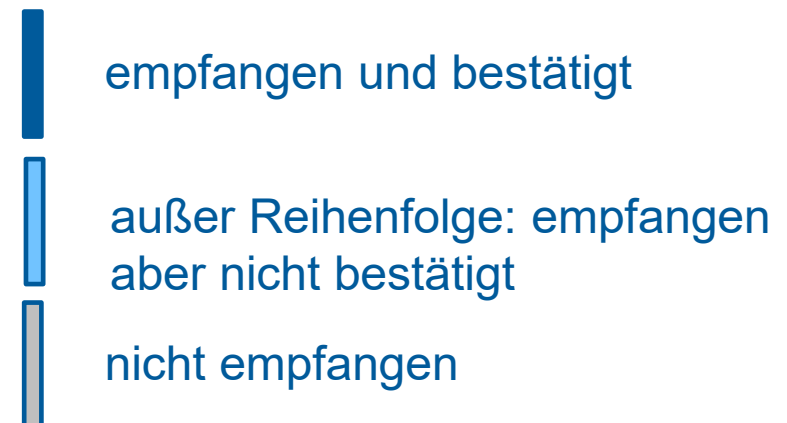 empfangen und bestätigt
außer Reihenfolge: empfangen
aber nicht bestätigt
nicht empfangen